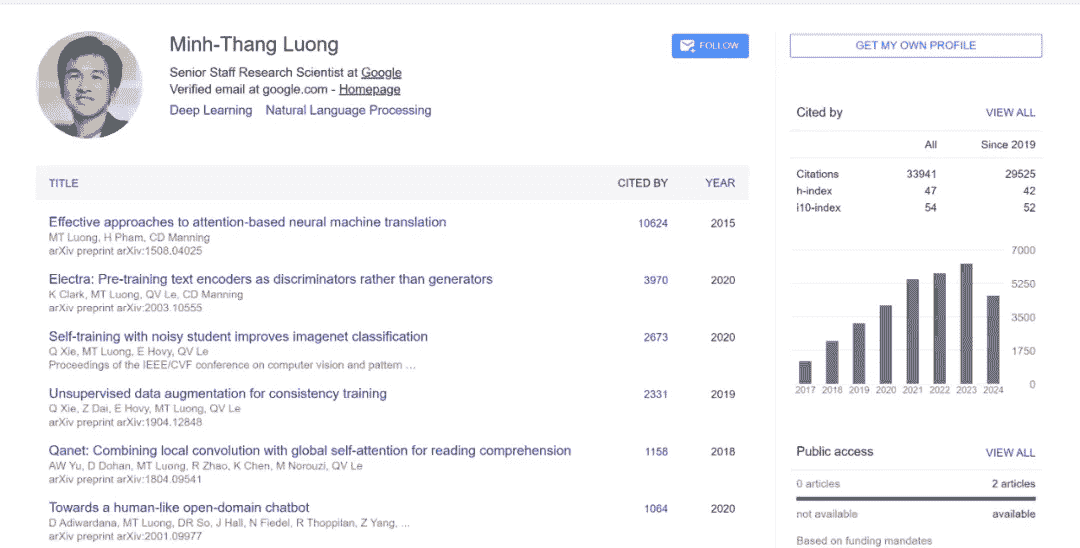 Minh-Thang Luong
FOLLOW
Senior Staff Research Scientist at Google
Verified email at google.com - Homepage
Deep Learning Natural Language Processing
TITLE CITED BY YEAR
Effective approaches to attention-based neural machine translation 10624 2015
MT Luong, H Pham, CD Manning
arXiv preprint arXiv:1508.04025
Electra: Pre-training text encoders as discriminators rather than generators 3970 2020
K Clark, MT Luong, QV Le, CD Manning
arXiv preprint arXiv:2003.10555
Self-training with noisy student improves imagenet classification 2673 2020
Q Xie, MT Luong, E Hovy, QV Le
Proceedings of the IEEE/CVF conference on computer vision and pattern ...
Unsupervised data augmentation for consistency training 2331 2019
Q Xie, Z Dai, E Hovy, MT Luong, QV Le
arXiv preprint arXiv:1904.12848
Qanet: Combining local convolution with global self-attention for reading comprehension 1158 2018
AW Yu, D Dohan, MT Luong, R Zhao, K Chen, M Norouzi, QV Le
arXiv preprint arXiv:1804.09541
Towards a human-like open-domain chatbot 1064 2020
D Adiwardana, MT Luong, DR So, J Hall, N Fiedel, R Thoppilan, Z Yang, ...
arXiv preprint arXiv:2001.09977
GET MY OWN PROFILE
Cited by VIEW ALL
All Since 2019
Citations 33941 29525
h-index 47 42
i10-index 54 52
7000
5250
3500
1750
0
2017 2018 2019 2020 2021 2022 2023 2024
Public access VIEW ALL
0 articles 2 articles
not available available
Based on funding mandates